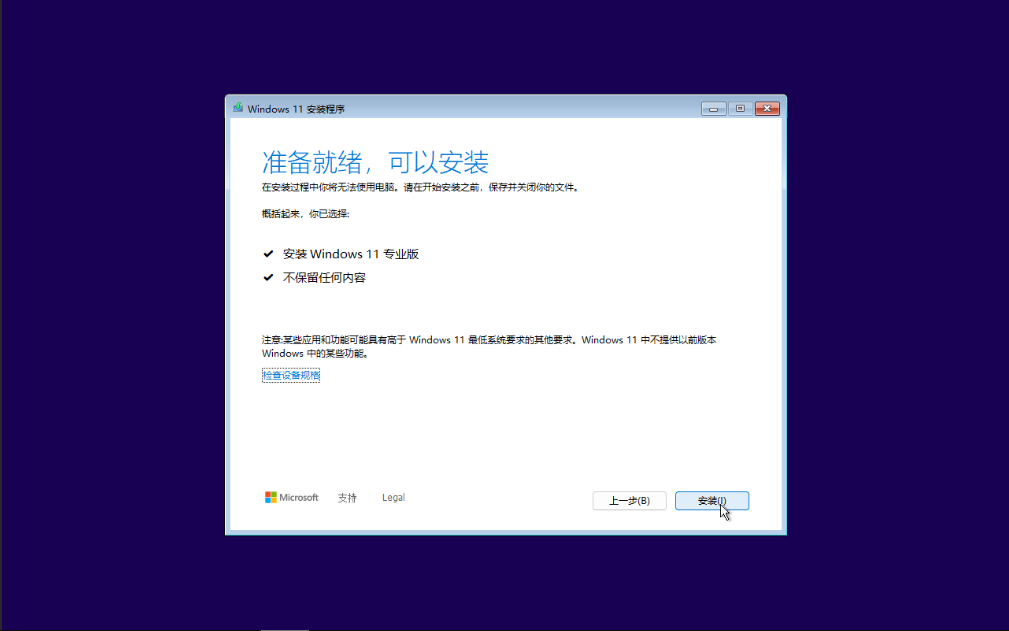 Windows 11 安装程序
准备就绪，可以安装
在安装过程中你将无法使用电脑。请在开始安装之前，保存并关闭你的文件。
概括起来，你已选择:
安装 Windows 11 专业版
不保留任何内容
注意:某些应用和功能可能具有高于 Windows 11 最低系统要求的其他要求。Windows 11 中不提供以前版本
Windows 中的某些功能。
检查设备规格
Microsoft 支持 Legal 上一步(B) 安装(I)